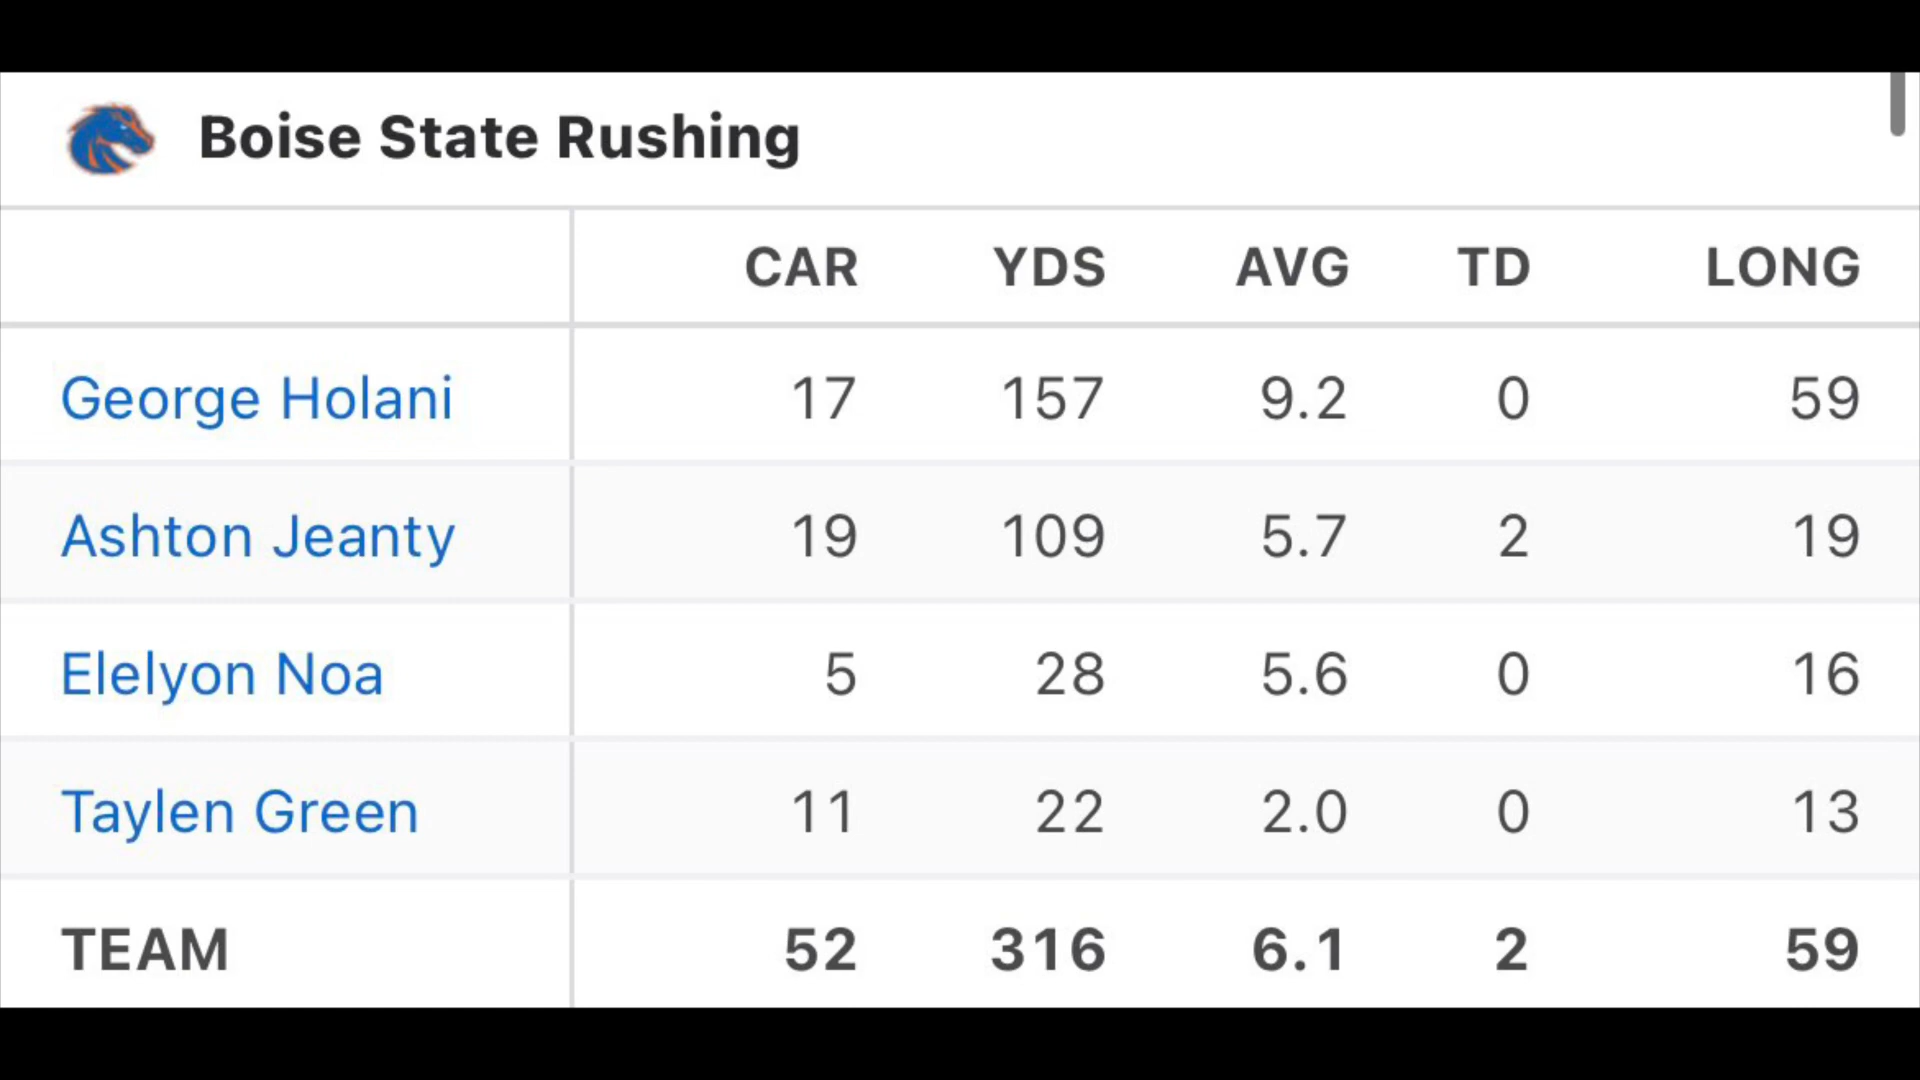 Boise State Rushing
CAR YDS AVG TD LONG
George Holani 17 157 9.2 0 59
Ashton Jeanty 19 109 5.7 2 19
Elelyon Noa 5 28 5.6 0 16
Taylen Green 11 22 2.0 0 13
TEAM 52 316 6.1 2 59